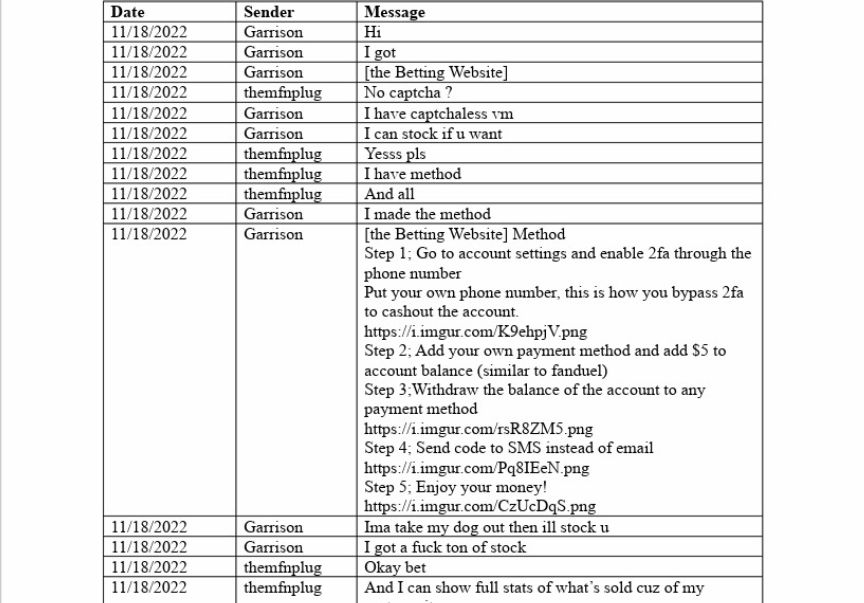 Date Sender Message
11/18/2022 Garrison Hi
11/18/2022 Garrison I got
11/18/2022 Garrison [the Betting Website]
11/18/2022 themfnplug No captcha ?
11/18/2022 Garrison I have captchaless vm
11/18/2022 Garrison I can stock if u want
11/18/2022 themfnplug Yesss pls
11/18/2022 themfnplug I have method
11/18/2022 themfnplug And all
11/18/2022 Garrison I made the method
11/18/2022 Garrison [the Betting Website] Method
Step 1; Go to account settings and enable 2fa through the
phone number
Put your own phone number, this is how you bypass 2fa
to cashout the account.
https://i.imgur.com/K9ehpjV.png
Step 2; Add your own payment method and add $5 to
account balance (similar to fanduel)
Step 3;Withdraw the balance of the account to any
payment method
https://i.imgur.com/rsR8ZM5.png
Step 4; Send code to SMS instead of email
https://i.imgur.com/Pq8IEeN.png
Step 5; Enjoy your money!
https://i.imgur.com/CzUcDqS.png
11/18/2022 Garrison Ima take my dog out then ill stock u
11/18/2022 Garrison I got a fuck ton of stock
11/18/2022 themfnplug Okay bet
11/18/2022 themfnplug And I can show full stats of what’s sold cuz of my